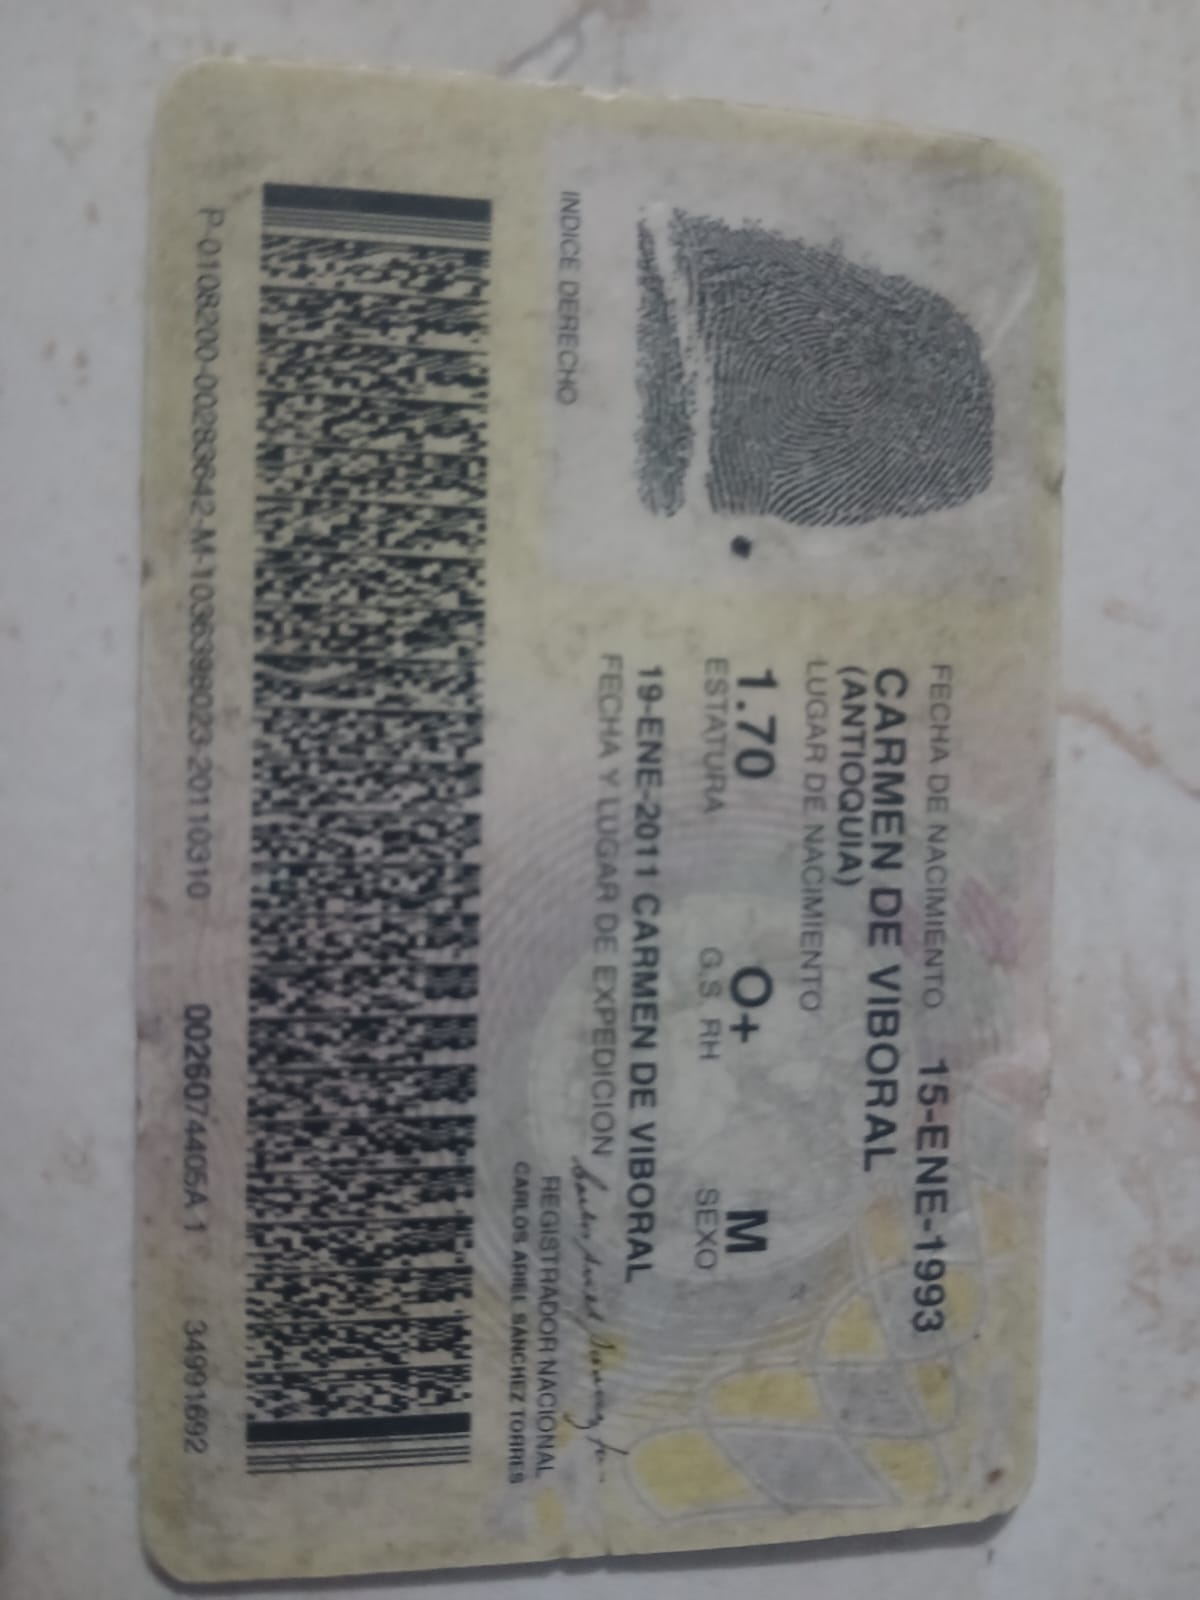 FECHA DE NACIMIENTO 15-ENE-1993
CARMEN DE VIBORAL
(ANTIOQUIA)
LUGAR DE NACIMIENTO
1.70 O+ M
ESTATURA G.S. RH SEXO
19-ENE-2011 CARMEN DE VIBORAL
FECHA Y LUGAR DE EXPEDICION
INDICE DERECHO
REGISTRADOR NACIONAL
CARLOS ARIEL SÁNCHEZ TORRES
P-0108200-00283642-M-1036398023-20110310 0026074405A 1 34991692